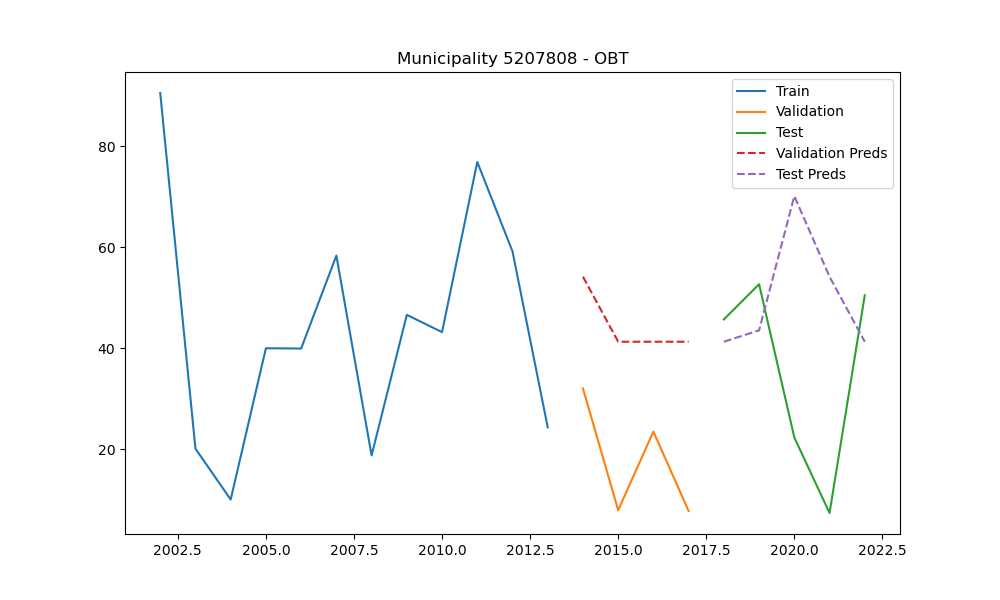 Municipality 5207808 - OBT
Train
Validation
Test
Validation Preds
Test Preds
80
60
40
20
2002.5 2005.0 2007.5 2010.0 2012.5 2015.0 2017.5 2020.0 2022.5